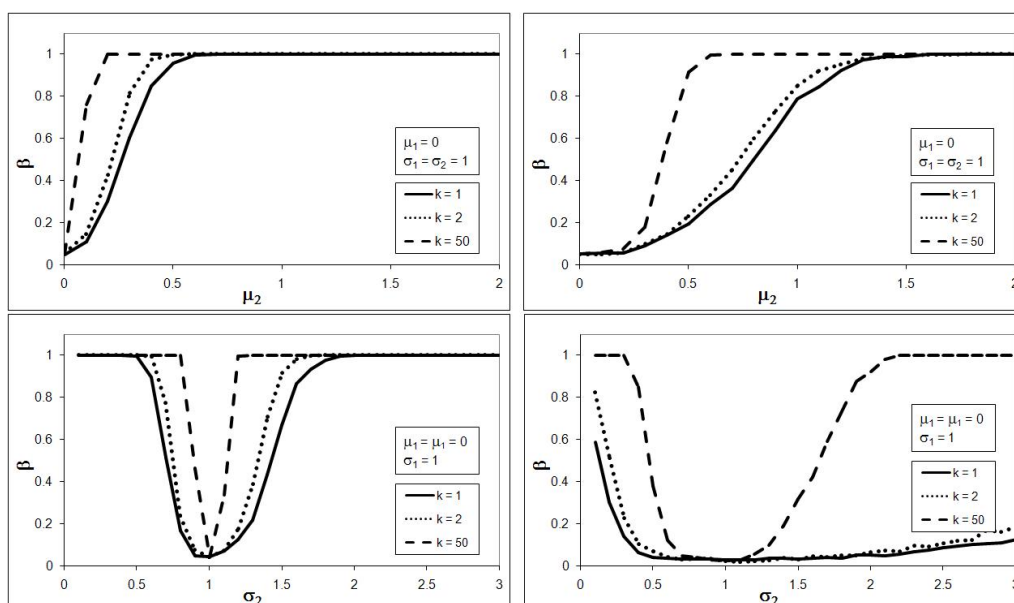 1
0.8
0.6
0.4
0.2
0
β
0
0.5
1
1.5
2
μ2
μ1 = 0
σ1 = σ2 = 1
k = 1
k = 2
k = 50
1
0.8
0.6
0.4
0.2
0
β
0
0.5
1
1.5
2
μ2
μ1 = 0
σ1 = σ2 = 1
k = 1
k = 2
k = 50
1
0.8
0.6
0.4
0.2
0
β
0
0.5
1
1.5
2
2.5
3
σ2
μ1 = μ1 = 0
σ1 = 1
k = 1
k = 2
k = 50
1
0.8
0.6
0.4
0.2
0
β
0
0.5
1
1.5
2
2.5
3
σ2
μ1 = μ1 = 0
σ1 = 1
k = 1
k = 2
k = 50